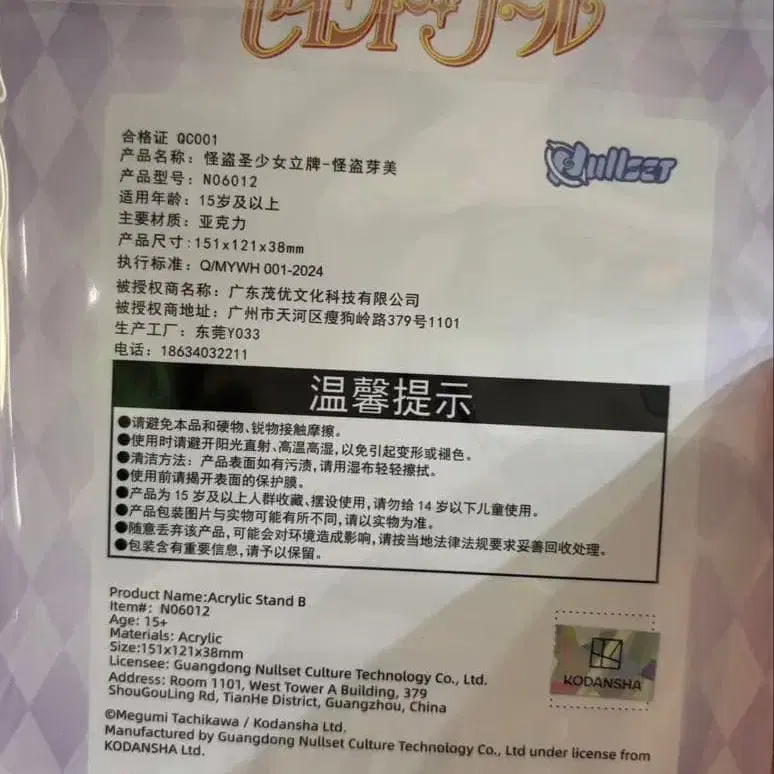 セイント・テール
合格证 QC001
产品名称：怪盗圣少女立牌-怪盗芽美
产品型号：N06012
适用年龄：15岁及以上
主要材质：亚克力
产品尺寸:151x121x38mm
执行标准：Q/MYWH 001-2024
被授权商名称：广东茂优文化科技有限公司
被授权商地址：广州市天河区瘦狗岭路379号1101
生产工厂：东莞Y033
电话：18634032211
Nullset
温馨提示
●请避免本品和硬物、锐物接触摩擦。
●使用时请避开阳光直射、高温高湿，以免引起变形或褪色。
●清洁方法：产品表面如有污渍，请用湿布轻轻擦拭。
●使用前请揭开表面的保护膜。
●产品为 15 岁及以上人群收藏、摆设使用，请勿给 14 岁以下儿童使用。
●产品包装图片与实物可能有所不同，请以实物为准。
●随意丢弃该产品，可能会对环境造成影响，请按当地法律法规要求妥善回收处理。
●包装含有重要信息，请予以保留。
Product Name:Acrylic Stand B
Item#: N06012
Age: 15+
Materials: Acrylic
Size:151x121x38mm
Licensee: Guangdong Nullset Culture Technology Co., Ltd.
Address: Room 1101, West Tower A Building, 379
ShouGouLing Rd, TianHe District, Guangzhou, China
©Megumi Tachikawa / Kodansha Ltd.
Manufactured by Guangdong Nullset Culture Technology Co., Ltd under license from
KODANSHA Ltd.
KODANSHA